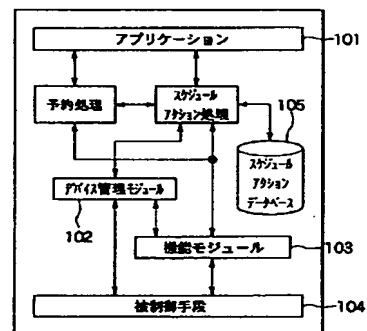 アプリケーション
101
予約処理
スケジュール
アクション処理
105
スケジュール
アクション
データベース
デバイス管理モジュール
102
機能モジュール
103
被制御手段
104